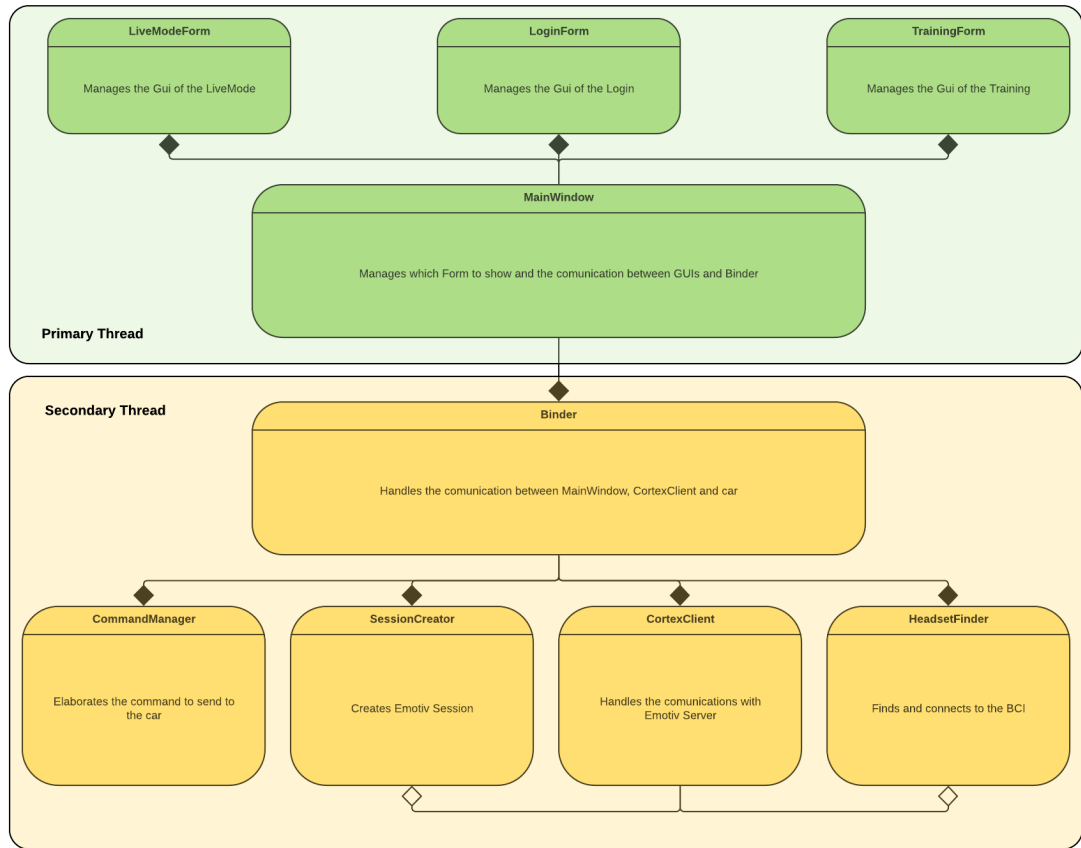 LiveModeForm
Manages the Gui of the LiveMode
LoginForm
Manages the Gui of the Login
TrainingForm
Manages the Gui of the Training
MainWindow
Manages which Form to show and the comunication between GUIs and Binder
Primary Thread
Secondary Thread
Binder
Handles the comunication between MainWindow, CortexClient and car
CommandManager
Elaborates the command to send to
the car
SessionCreator
Creates Emotiv Session
CortexClient
Handles the comunications with
Emotiv Server
HeadsetFinder
Finds and connects to the BCI